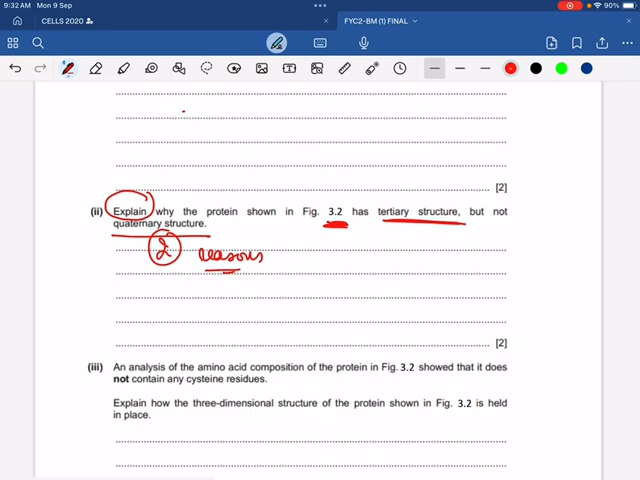 9:32 AM Mon 9 Sep
90%
CELLS 2020
FYC2-BM (1) FINAL
[2]
(ii) Explain why the protein shown in Fig. 3.2 has tertiary structure, but not
quaternary structure.
2 reasons
[2]
(iii) An analysis of the amino acid composition of the protein in Fig. 3.2 showed that it does
not contain any cysteine residues.
Explain how the three-dimensional structure of the protein shown in Fig. 3.2 is held
in place.